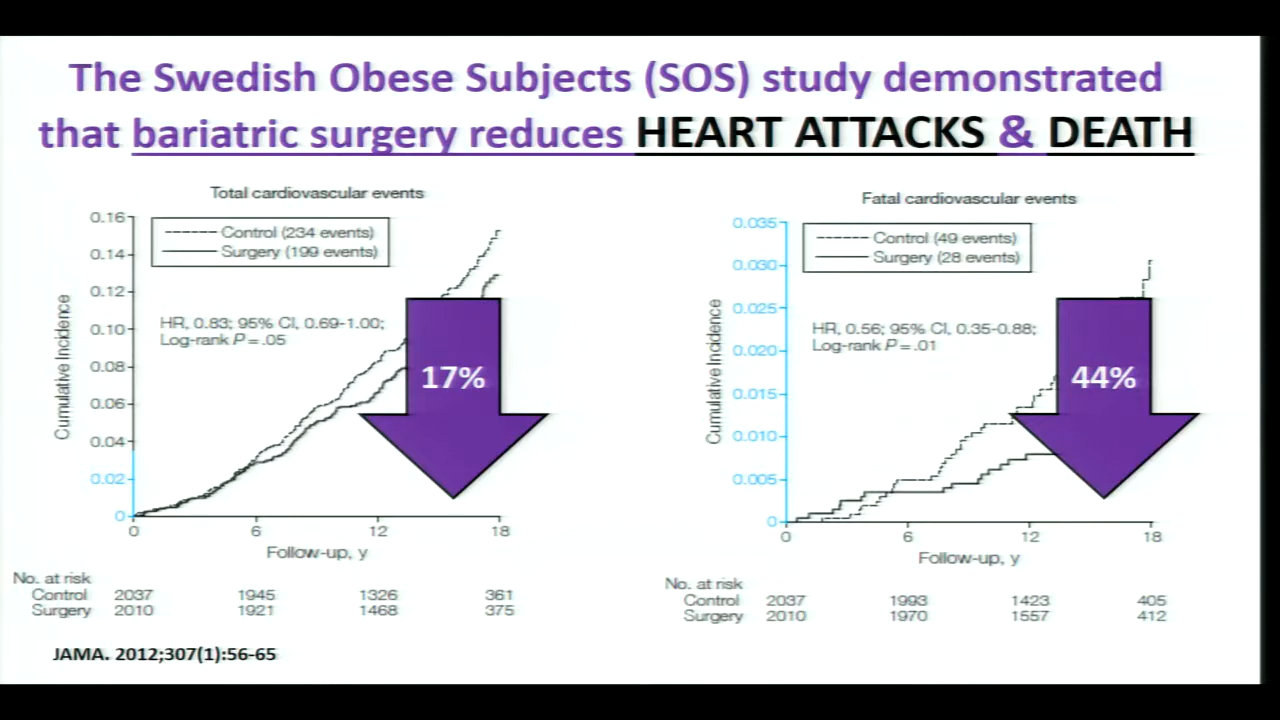 The Swedish Obese Subjects (SOS) study demonstrated
that bariatric surgery reduces HEART ATTACKS & DEATH
Total cardiovascular events
Cumulative Incidence
0.16
0.14
0.12
0.10
0.08
0.06
0.04
0.02
0
Control (234 events)
Surgery (199 events)
HR, 0.83; 95% CI, 0.69-1.00;
Log-rank P = .05
17%
0 6 12 18
Follow-up, y
No. at risk
Control 2037 1945 1326 361
Surgery 2010 1921 1468 375
Fatal cardiovascular events
Cumulative Incidence
0.035
0.030
0.025
0.020
0.015
0.010
0.005
0
Control (49 events)
Surgery (28 events)
HR, 0.56; 95% CI, 0.35-0.88;
Log-rank P = .01
44%
0 6 12 18
Follow-up, y
No. at risk
Control 2037 1993 1423 405
Surgery 2010 1970 1557 412
JAMA. 2012;307(1):56-65